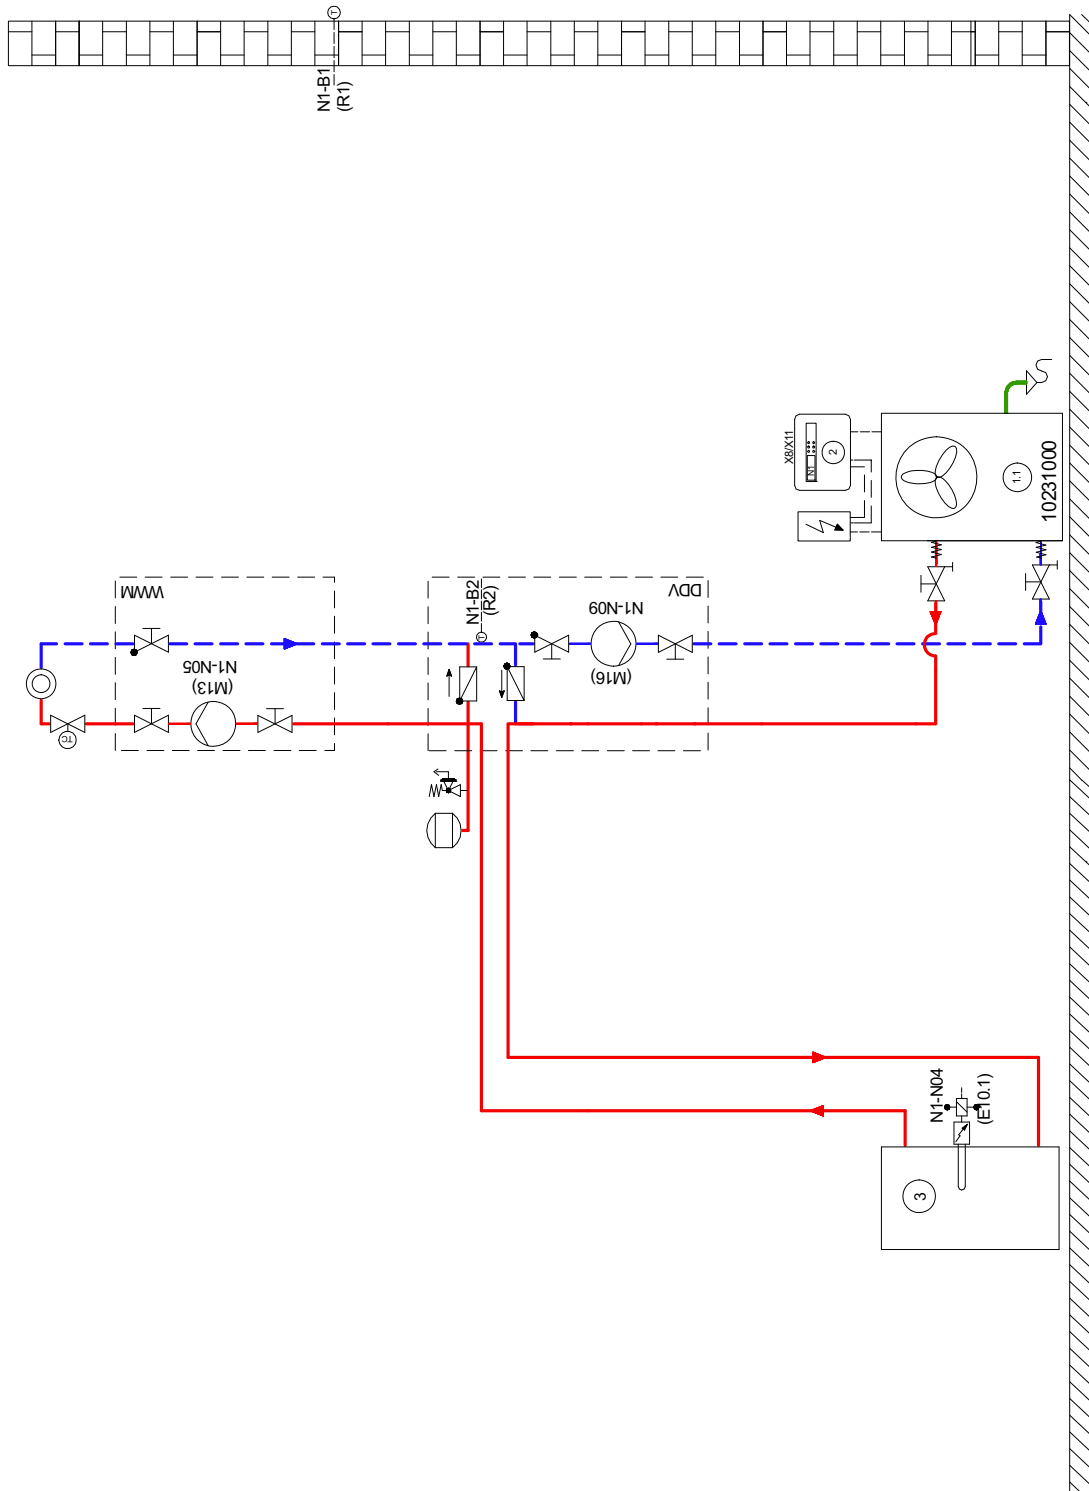 T
N1-B1
(R1)
TC
WWM
N1-N05
(M13)
N1-B2
(R2)
T
DDV
N1-N09
(M16)
X8/X11
N1
2
1.1
10231000
N1-N04
(E10.1)
3